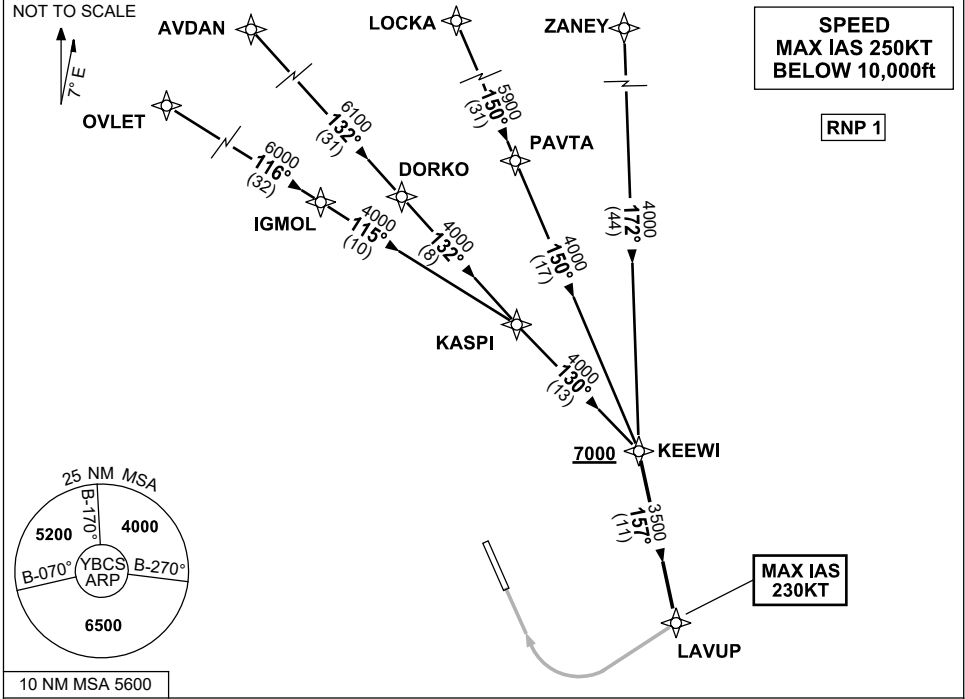 NOT TO SCALE
7° E
AVDAN
LOCKA
ZANEY
SPEED
MAX IAS 250KT
BELOW 10,000ft
RNP 1
OVLET
6000
116°
(32)
6100
132°
(31)
5900
150°
(31)
PAVTA
DORKO
IGMOL
4000
115°
(10)
4000
132°
(8)
4000
150°
(17)
4000
172°
(44)
KASPI
4000
130°
(13)
7000
KEEWI
3500
157°
(11)
25 NM MSA
B-170°
5200
4000
B-070°
YBCS
ARP
B-270°
6500
MAX IAS
230KT
LAVUP
10 NM MSA 5600